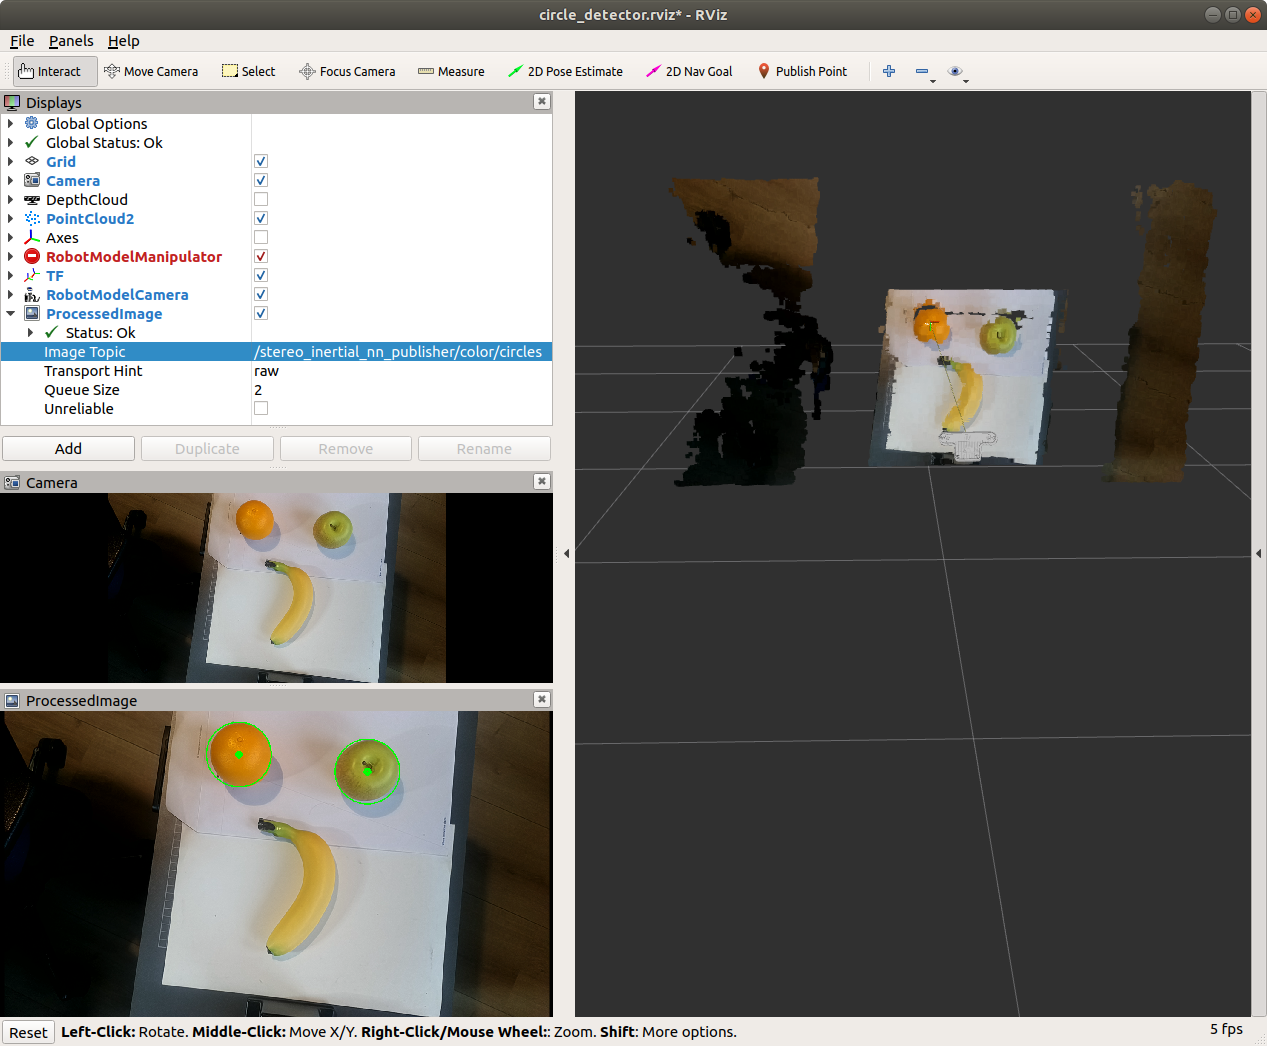 circle_detector.rviz* - RViz
File Panels Help
Interact Move Camera Select Focus Camera Measure 2D Pose Estimate 2D Nav Goal Publish Point
Displays
Global Options
Global Status: Ok
Grid
Camera
DepthCloud
PointCloud2
Axes
RobotModelManipulator
TF
RobotModelCamera
ProcessedImage
Status: Ok
Image Topic /stereo_inertial_nn_publisher/color/circles
Transport Hint raw
Queue Size 2
Unreliable
Add Duplicate Remove Rename
Camera
ProcessedImage
Reset Left-Click: Rotate. Middle-Click: Move X/Y. Right-Click/Mouse Wheel:: Zoom. Shift: More options. 5 fps